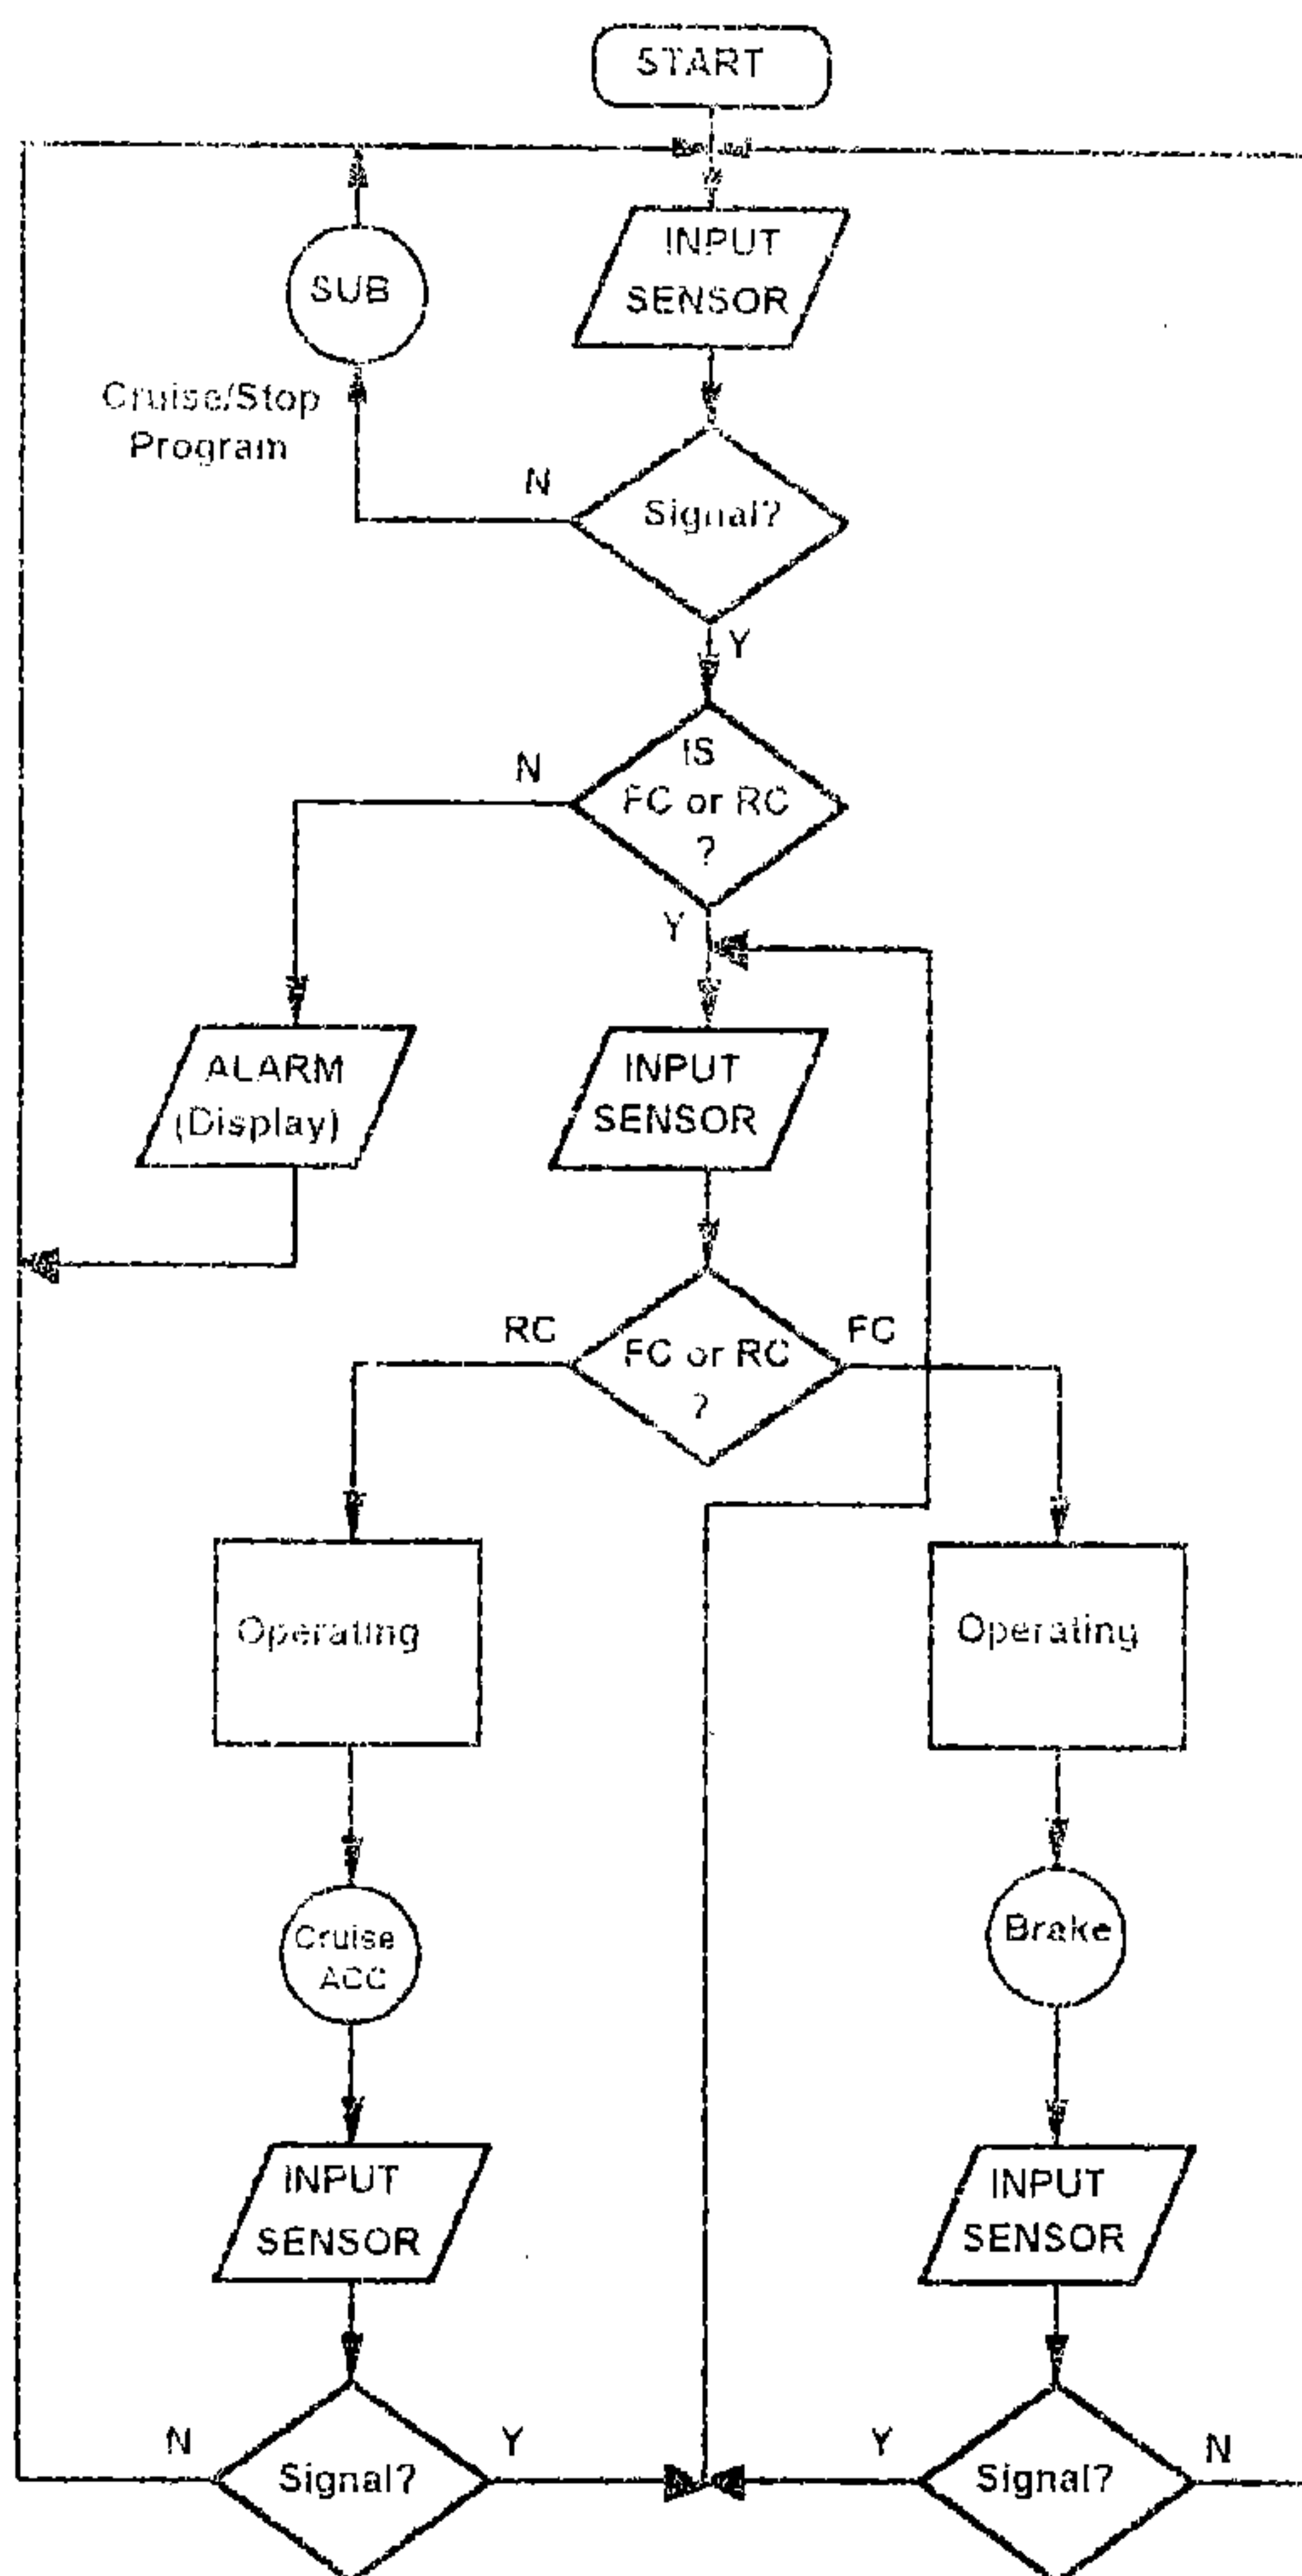 START
INPUT
SENSOR
SUB
Cruise/Stop
Program
N
Signal?
Y
N
IS
FC or RC
?
Y
ALARM
(Display)
INPUT
SENSOR
RC
FC or RC
?
FC
Operating
Operating
Cruise
ACC
Brake
INPUT
SENSOR
INPUT
SENSOR
N
Signal?
Y
Y
Signal?
N